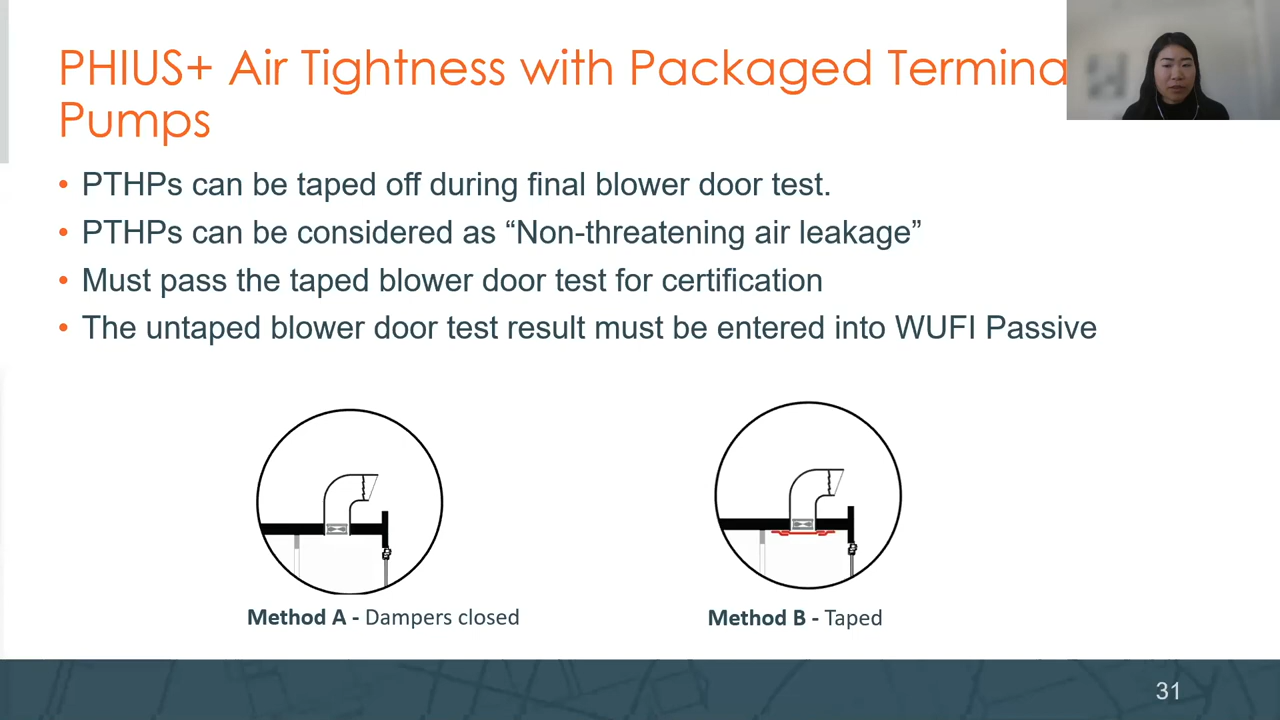 PHIUS+ Air Tightness with Packaged Termina
Pumps
• PTHPs can be taped off during final blower door test.
• PTHPs can be considered as “Non-threatening air leakage”
• Must pass the taped blower door test for certification
• The untaped blower door test result must be entered into WUFI Passive
Method A - Dampers closed
Method B - Taped
31